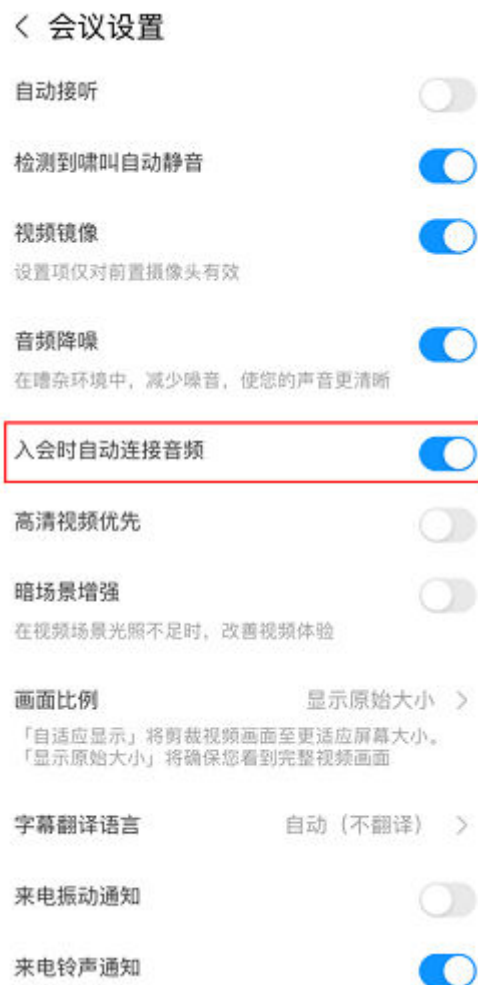 会议设置
自动接听
检测到啸叫自动静音
视频镜像
设置项仅对前置摄像头有效
音频降噪
在嘈杂环境中，减少噪音，使您的声音更清晰
入会时自动连接音频
高清视频优先
暗场景增强
在视频场景光照不足时，改善视频体验
画面比例 显示原始大小
「自适应显示」将剪裁视频画面至更适应屏幕大小。
「显示原始大小」将确保您看到完整视频画面
字幕翻译语言 自动（不翻译）
来电振动通知
来电铃声通知